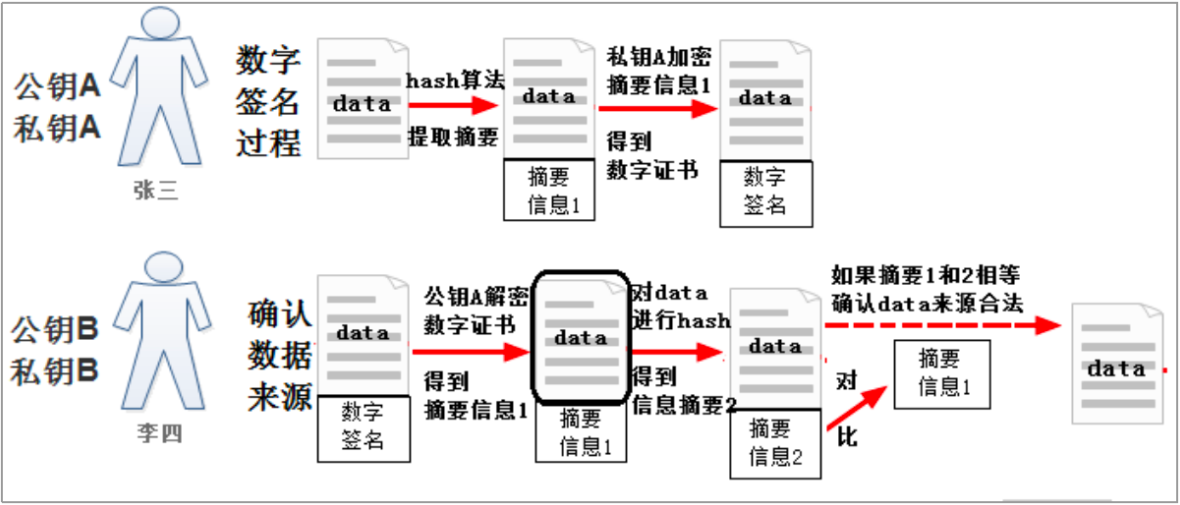 公钥A
私钥A
张三
数字
签名
过程
data
hash算法
提取摘要
data
摘要
信息1
私钥A加密
摘要信息1
得到
数字证书
data
数字
签名
公钥B
私钥B
李四
确认
数据
来源
data
数字
签名
公钥A解密
数字证书
得到
摘要信息1
data
摘要
信息1
对data
进行hash
得到
信息摘要2
data
摘要
信息2
如果摘要1和2相等
确认data来源合法
对
比
摘要
信息1
data